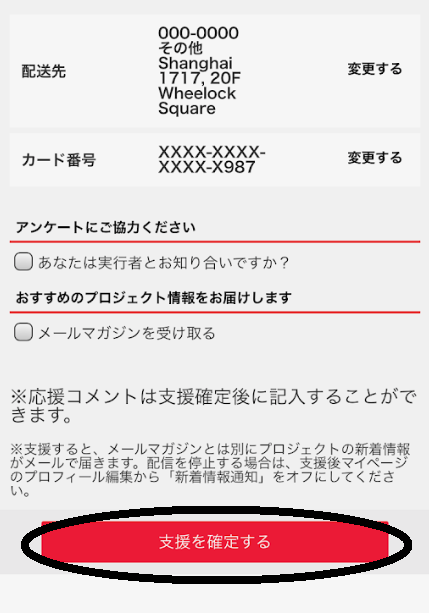 000-0000
その他
Shanghai
配送先
変更する
1717, 20F
Wheelock
Square
カード番号
XXXX-XXXX-
XXXX-X987
変更する
アンケートにご協力ください
あなたは実行者とお知り合いですか？
おすすめのプロジェクト情報をお届けします
メールマガジンを受け取る
※応援コメントは支援確定後に記入することがで
きます。
※支援すると、メールマガジンとは別にプロジェクトの新着情報
がメールで届きます。配信を停止する場合は、支援後マイページ
のプロフィール編集から「新着情報通知」をオフにしてくださ
い。
支援を確定する